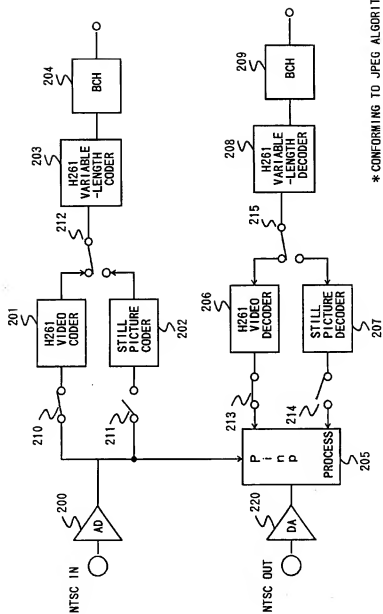 204
BCH
203
H261
VARIABLE
-LENGTH
CODER
212
201
H261
VIDEO
CODER
202
STILL
PICTURE
CODER
210
211
200
AD
NTSC IN
209
BCH
208
H261
VARIABLE
-LENGTH
DECODER
215
206
H261
VIDEO
DECODER
207
STILL
PICTURE
DECODER
213
214
P in p
PROCESS
205
220
DA
NTSC OUT
* CONFORMING TO JPEG ALGORIT